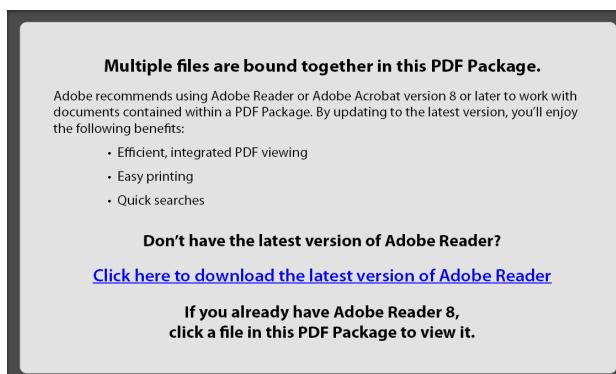 Multiple files are bound together in this PDF Package.
Adobe recommends using Adobe Reader or Adobe Acrobat version 8 or later to work with
documents contained within a PDF Package. By updating to the latest version, you’ll enjoy
the following benefits:
• Efficient, integrated PDF viewing
• Easy printing
• Quick searches
Don’t have the latest version of Adobe Reader?
Click here to download the latest version of Adobe Reader
If you already have Adobe Reader 8,
click a file in this PDF Package to view it.